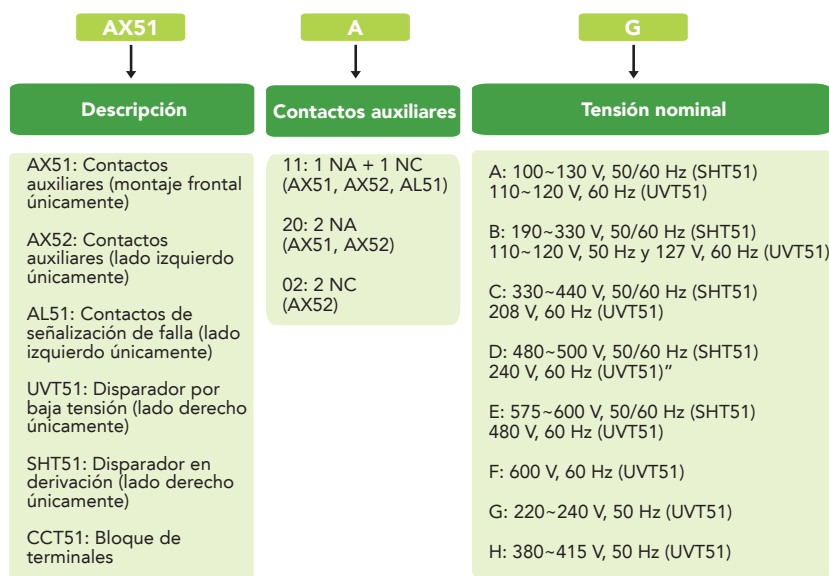 AX51
A
G
Descripción
Contactos auxiliares
Tensión nominal
AX51: Contactos
auxiliares (montaje frontal
únicamente)
AX52: Contactos
auxiliares (lado izquierdo
únicamente)
AL51: Contactos de
señalización de falla (lado
izquierdo únicamente)
UVT51: Disparador por
baja tensión (lado derecho
únicamente)
SHT51: Disparador en
derivación (lado derecho
únicamente)
CCT51: Bloque de
terminales
11: 1 NA + 1 NC
(AX51, AX52, AL51)
20: 2 NA
(AX51, AX52)
02: 2 NC
(AX52)
A: 100~130 V, 50/60 Hz (SHT51)
110~120 V, 60 Hz (UVT51)
B: 190~330 V, 50/60 Hz (SHT51)
110~120 V, 50 Hz y 127 V, 60 Hz (UVT51)
C: 330~440 V, 50/60 Hz (SHT51)
208 V, 60 Hz (UVT51)
D: 480~500 V, 50/60 Hz (SHT51)
240 V, 60 Hz (UVT51)”
E: 575~600 V, 50/60 Hz (SHT51)
480 V, 60 Hz (UVT51)
F: 600 V, 60 Hz (UVT51)
G: 220~240 V, 50 Hz (UVT51)
H: 380~415 V, 50 Hz (UVT51)